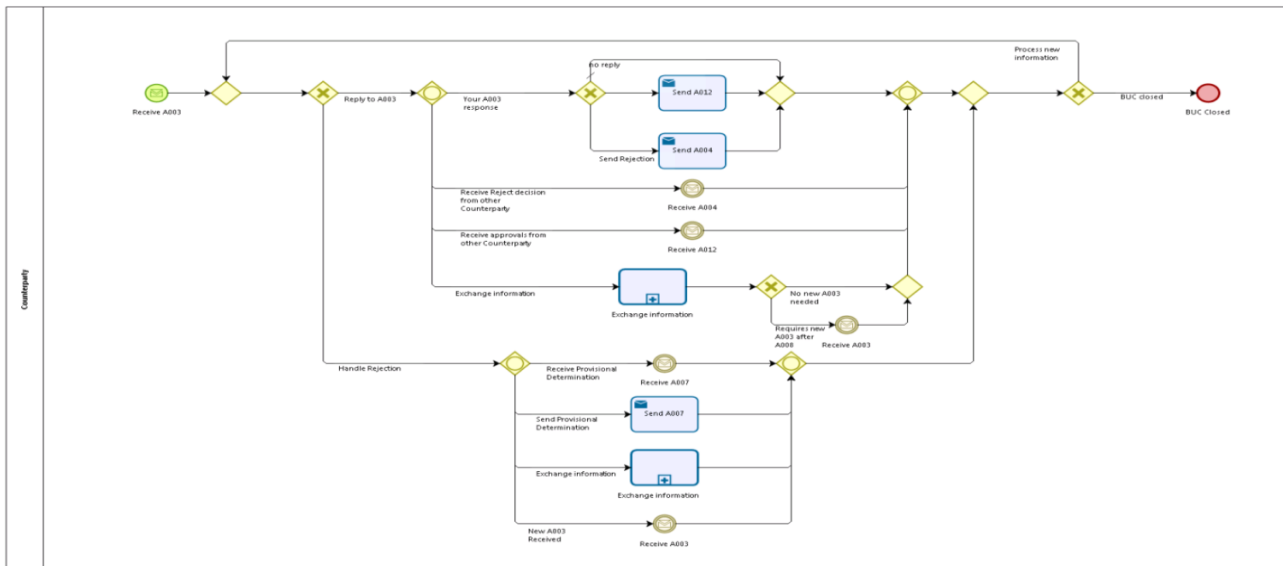 Process new
information
no reply
Receive A003
Reply to A003
Your A003
response
Send A012
BUC closed
BUC Closed
Send A004
Send Rejection
Receive Reject decision
from other
Counterparty
Receive A004
Receive approvals from
other Counterparty
Receive A012
Counterparty
Exchange information
Exchange information
No new A003
needed
Requires new
A003 after
A008
Receive A003
Handle Rejection
Receive Provisional
Determination
Receive A007
Send Provisional
Determination
Send A007
Exchange information
Exchange information
New A003
Received
Receive A003